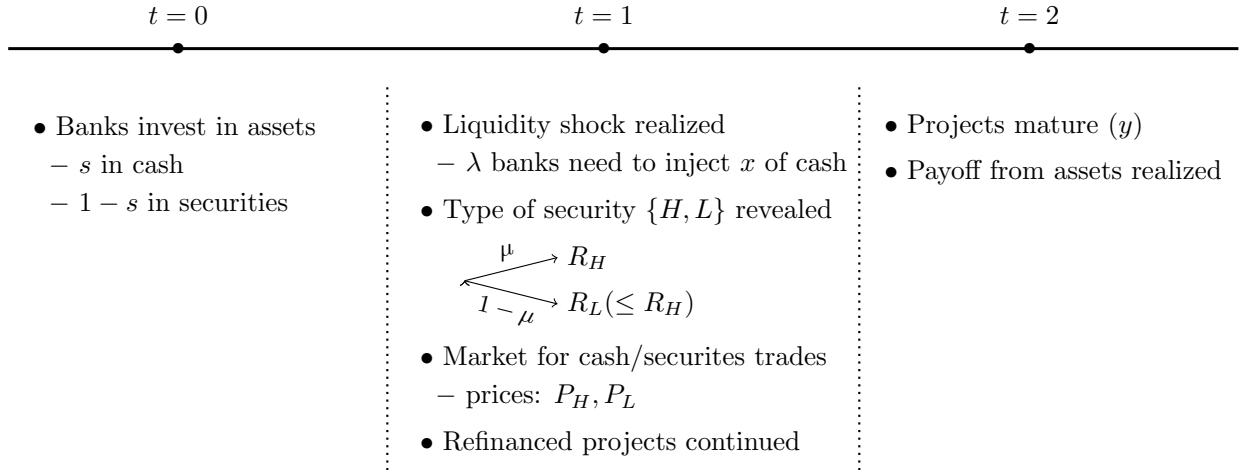 t = 0
t = 1
t = 2
• Banks invest in assets
– s in cash
– 1 − s in securities
• Liquidity shock realized
– λ banks need to inject x of cash
• Type of security {H, L} revealed
μ
R_H
1 − μ
R_L(≤ R_H)
• Market for cash/securites trades
– prices: P_H, P_L
• Refinanced projects continued
• Projects mature (y)
• Payoff from assets realized